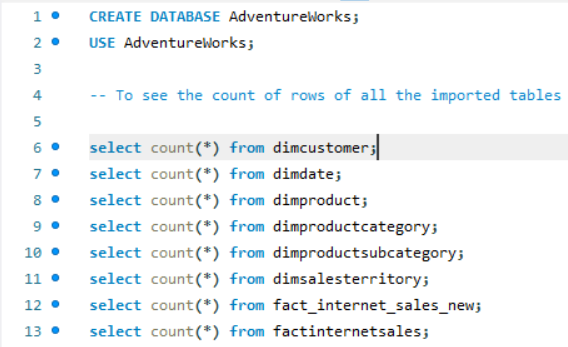 1 CREATE DATABASE AdventureWorks;
2 USE AdventureWorks;
3
4 -- To see the count of rows of all the imported tables
5
6 select count(*) from dimcustomer;
7 select count(*) from dimdate;
8 select count(*) from dimproduct;
9 select count(*) from dimproductcategory;
10 select count(*) from dimproductsubcategory;
11 select count(*) from dimsalesterritory;
12 select count(*) from fact_internet_sales_new;
13 select count(*) from factinternetsales;